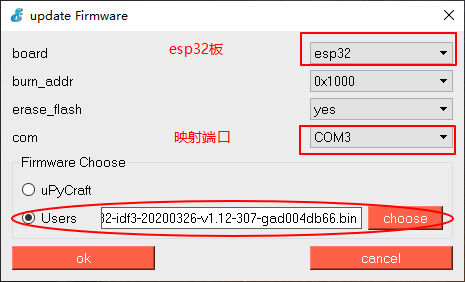 update Firmware
board esp32板 esp32
burn_addr 0x1000
erase_flash yes
com 映射端口 COM3
Firmware Choose
uPyCraft
Users 32-idf3-20200326-v1.12-307-gad004db66.bin choose
ok cancel